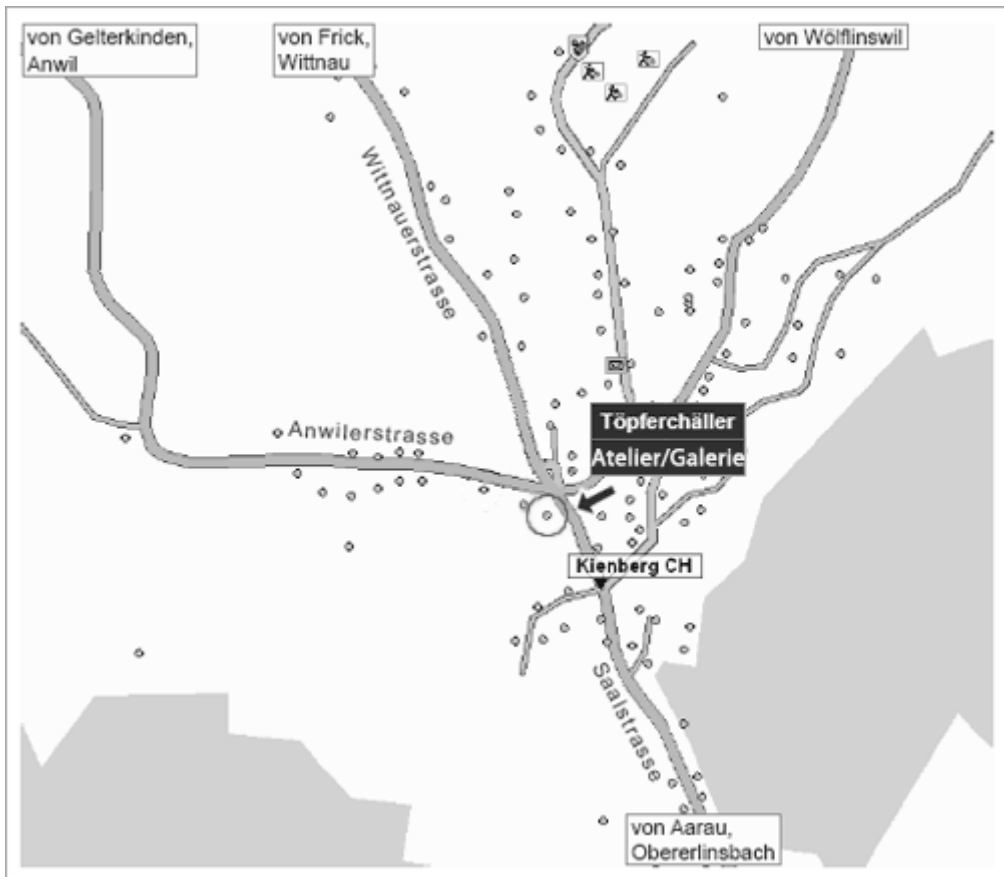 von Gelterkinden,
Anwil
von Frick,
Wittnau
von Wölflinswil
Wittnauerstrasse
Anwilerstrasse
Töpferchäller
Atelier/Galerie
Kienberg CH
Saalstrasse
von Aarau,
Obererlinsbach